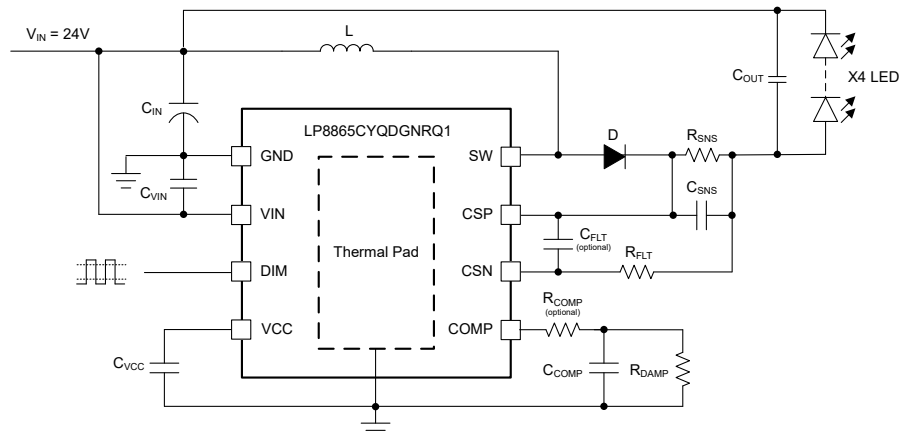 V_IN = 24V
L
C_OUT
X4 LED
C_IN
LP8865CYQDGNRQ1
GND
SW
D
R_SNS
C_VIN
C_SNS
VIN
CSP
Thermal Pad
C_FLT
(optional)
R_FLT
DIM
CSN
R_COMP
(optional)
VCC
COMP
C_VCC
C_COMP
R_DAMP